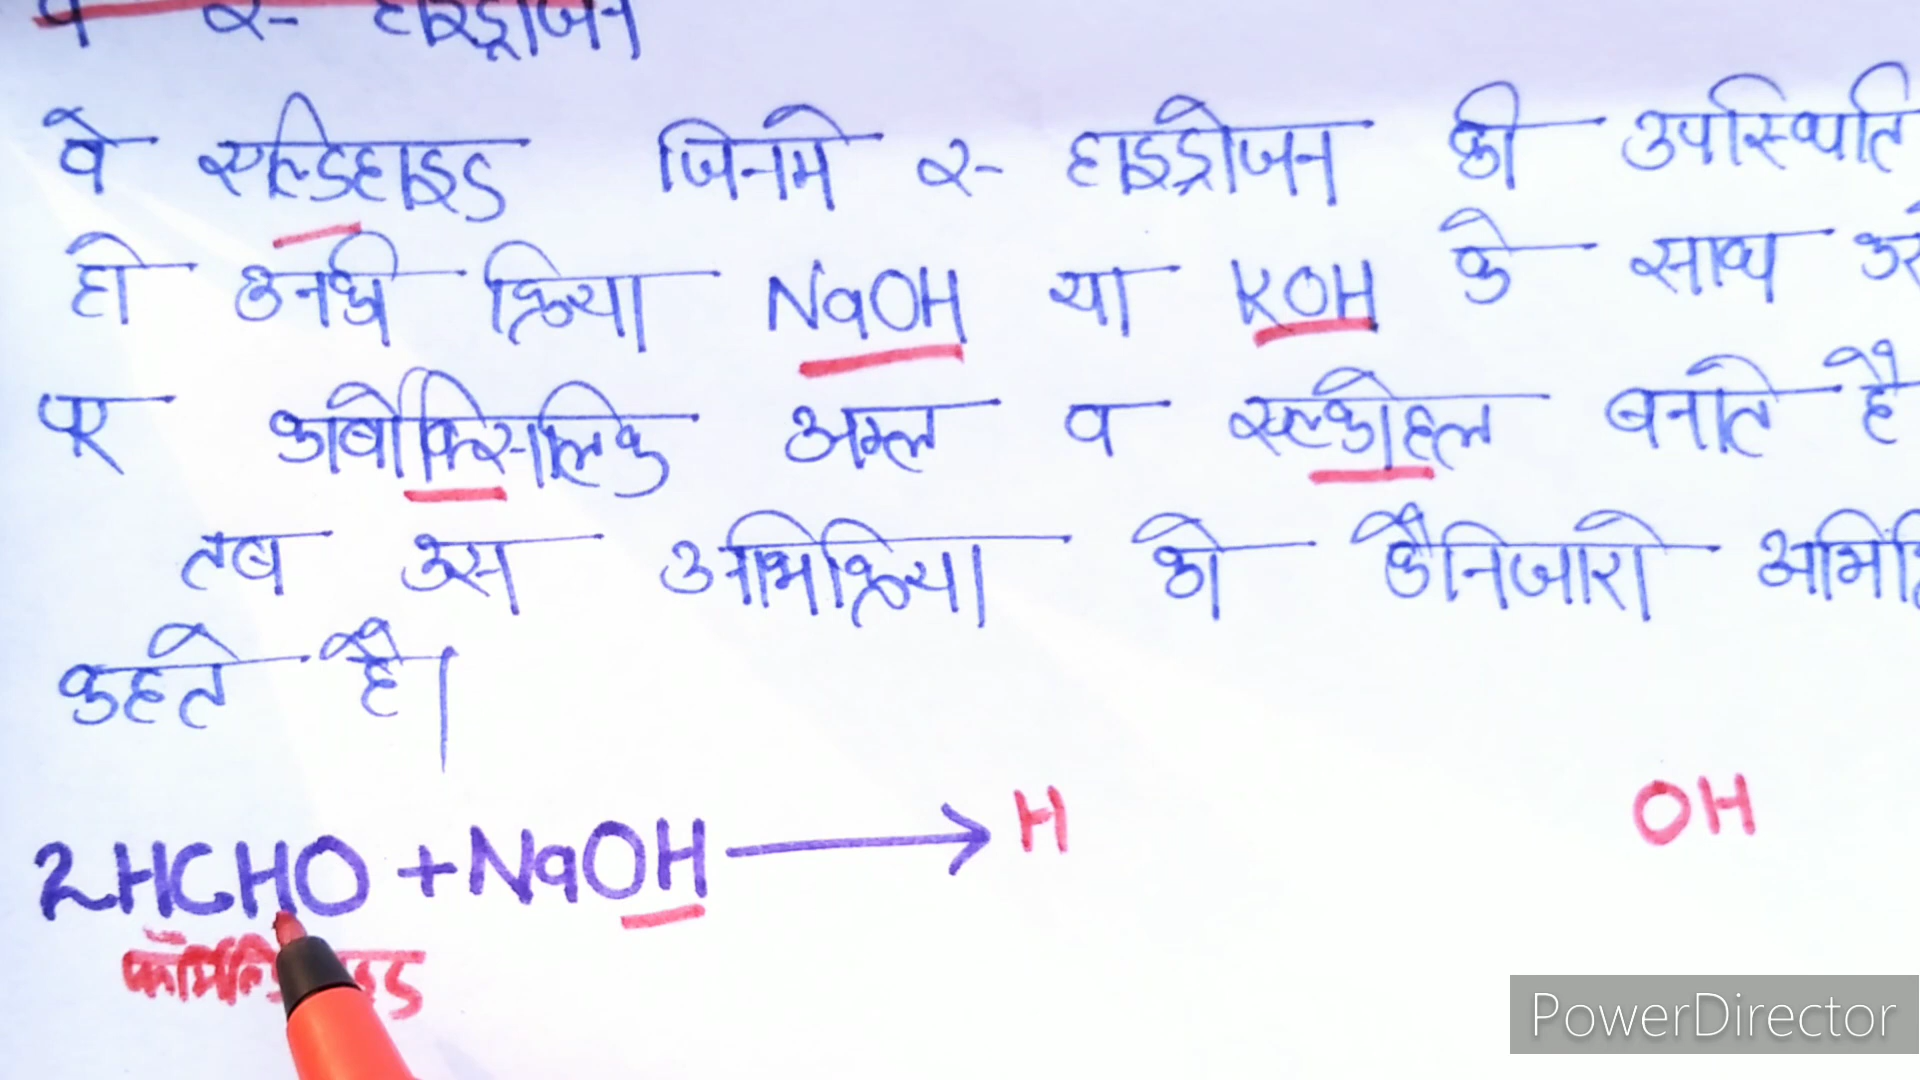 व α- हाइड्रोजन
वे एल्डिहाइड जिनमे α- हाइड्रोजन की उपस्थिति
हो उनकी क्रिया NaOH या KOH के साथ
पर कार्बोक्सिलिक अम्ल व एल्कोहल बनाते है
तब उस अभिक्रिया को कैनिजारो
कहते है।
H OH
2HCHO + NaOH ⟶
PowerDirector